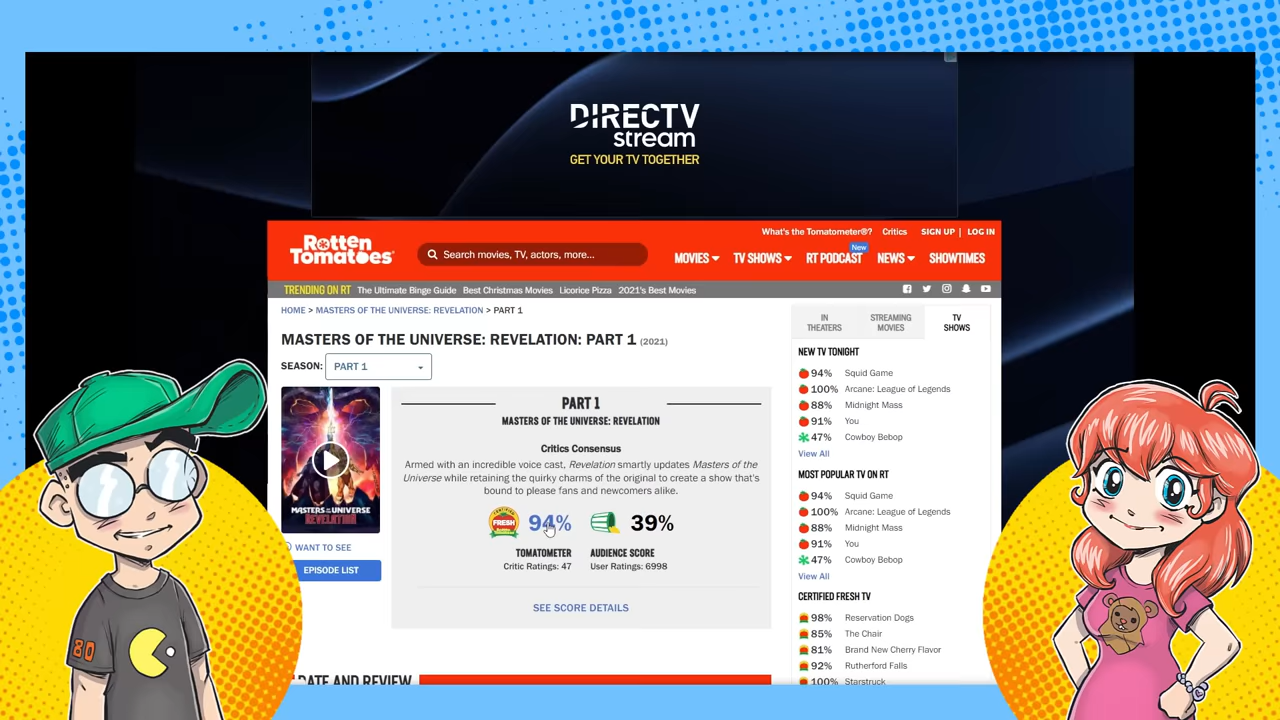 DIRECTV
stream
GET YOUR TV TOGETHER
What's the Tomatometer®?
Critics
SIGN UP | LOG IN
Rotten
Tomatoes
Search movies, TV, actors, more...
MOVIES
TV SHOWS
New
RT PODCAST
NEWS
SHOWTIMES
TRENDING ON RT
The Ultimate Binge Guide
Best Christmas Movies
Licorice Pizza
2021's Best Movies
HOME > MASTERS OF THE UNIVERSE: REVELATION > PART 1
MASTERS OF THE UNIVERSE: REVELATION: PART 1 (2021)
SEASON:
PART 1
MASTERS OF THE UNIVERSE
REVELATION
WANT TO SEE
EPISODE LIST
PART 1
MASTERS OF THE UNIVERSE: REVELATION
Critics Consensus
Armed with an incredible voice cast, Revelation smartly updates Masters of the
Universe while retaining the quirky charms of the original to create a show that's
bound to please fans and newcomers alike.
FRESH
94%
39%
TOMATOMETER
Critic Ratings: 47
AUDIENCE SCORE
User Ratings: 6998
SEE SCORE DETAILS
DATE AND REVIEW
IN
THEATERS
STREAMING
MOVIES
TV
SHOWS
NEW TV TONIGHT
94% Squid Game
100% Arcane: League of Legends
88% Midnight Mass
91% You
47% Cowboy Bebop
View All
MOST POPULAR TV ON RT
94% Squid Game
100% Arcane: League of Legends
88% Midnight Mass
91% You
47% Cowboy Bebop
View All
CERTIFIED FRESH TV
98% Reservation Dogs
85% The Chair
81% Brand New Cherry Flavor
92% Rutherford Falls
100% Starstruck
80